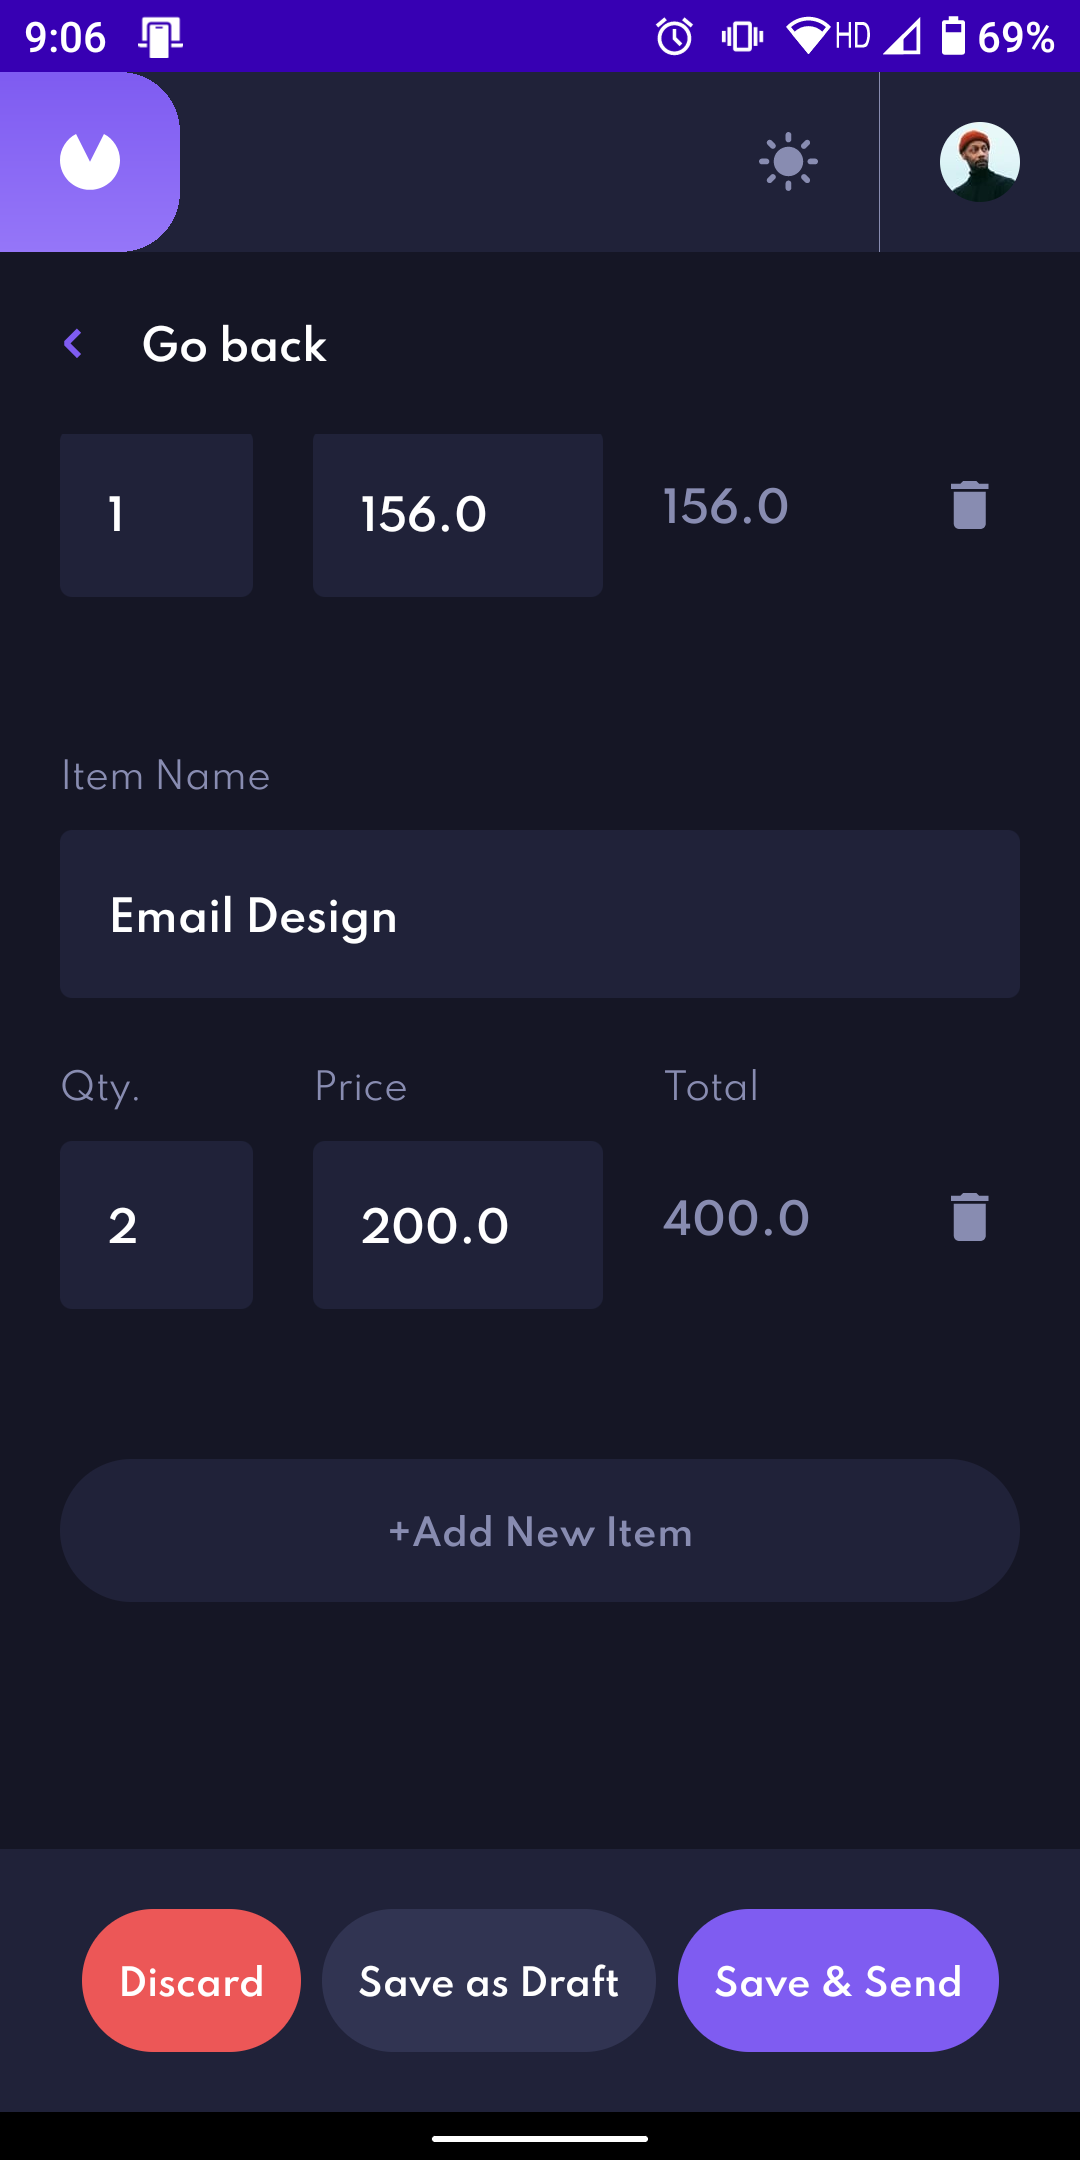 9:06 HD 69%
Go back
1 156.0 156.0
Item Name
Email Design
Qty. Price Total
2 200.0 400.0
+Add New Item
Discard Save as Draft Save & Send